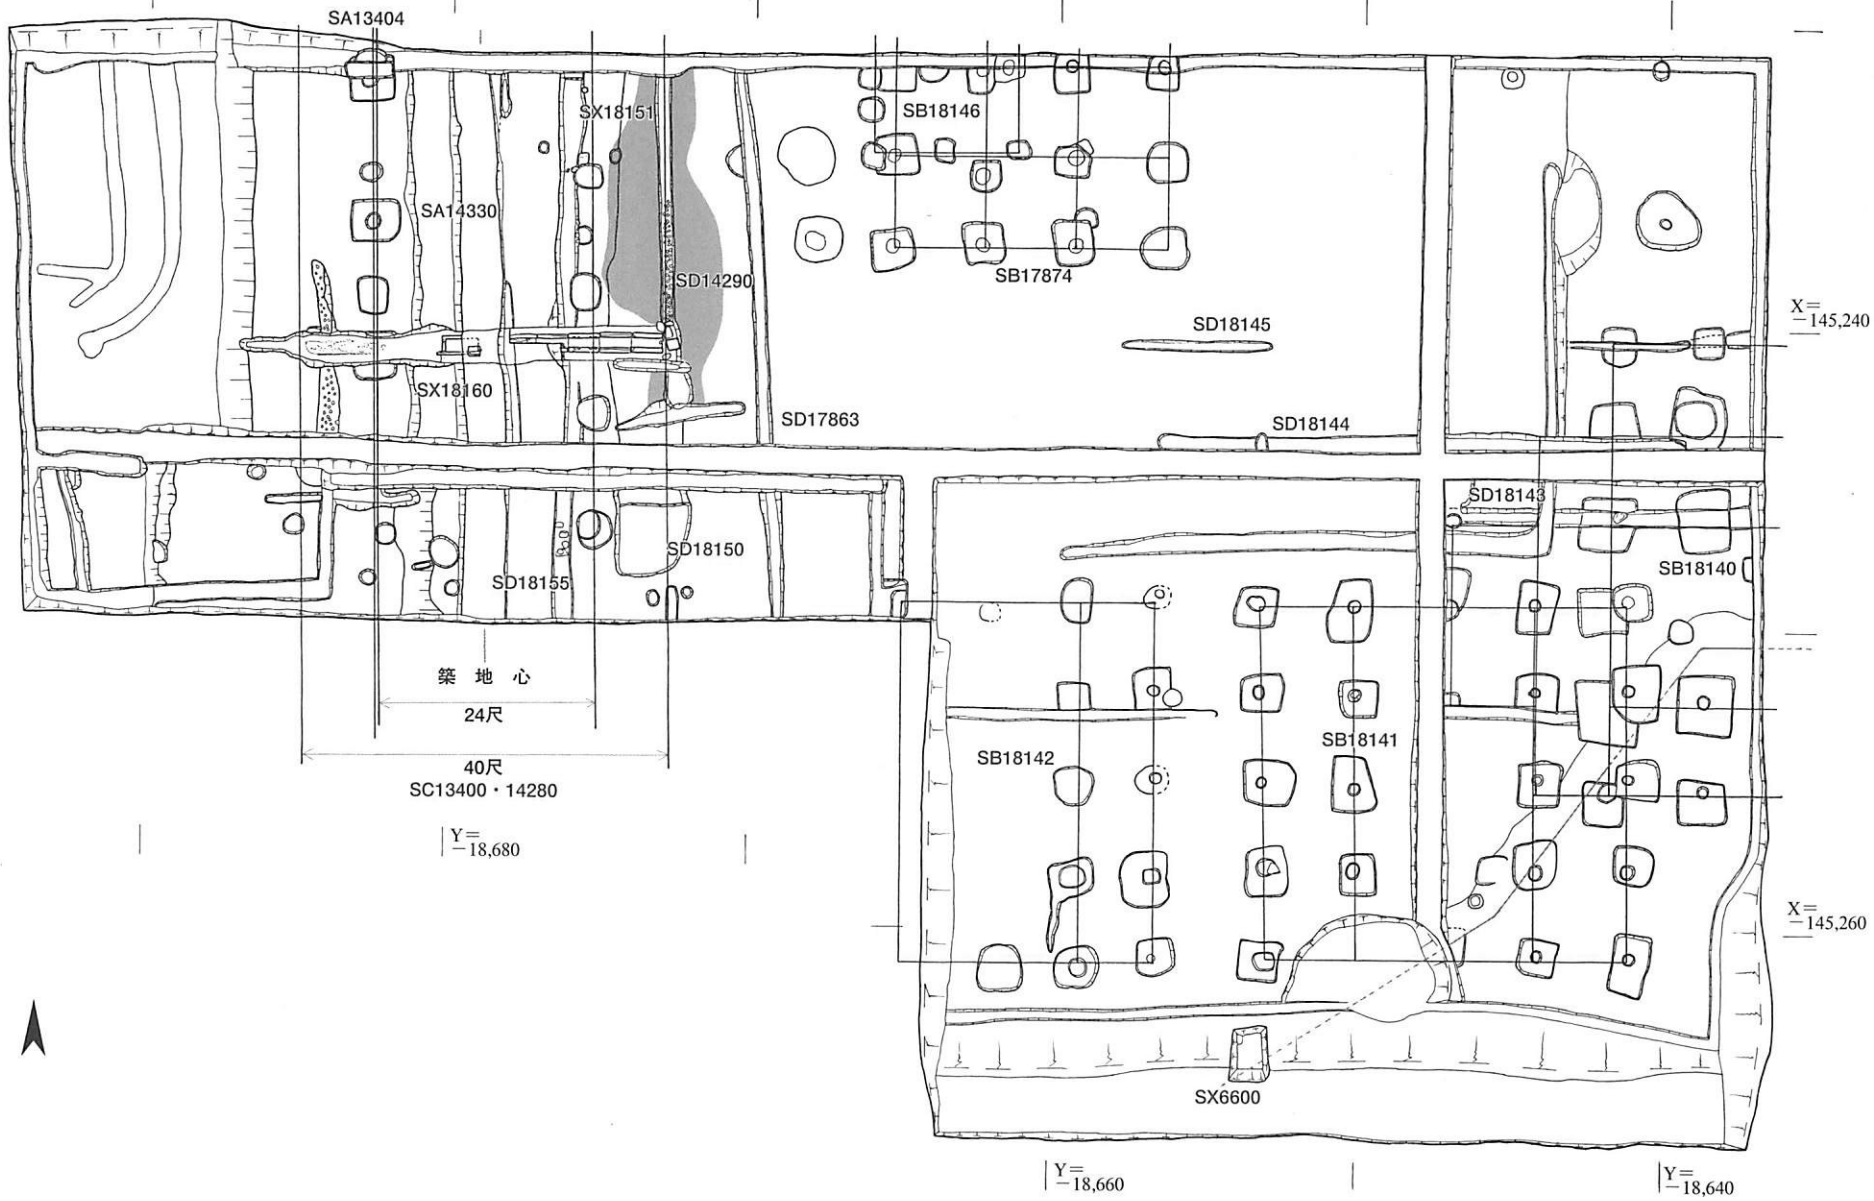 SA13404
SX18151
SB18146
SA14330
SD14290
SB17874
SD18145
X=
-145,240
SX18160
SD17863
SD18144
SD18143
SD18150
SD18155
SB18140
築地心
24尺
40尺
SC13400・14280
SB18142
SB18141
Y=
-18,680
X=
-145,260
SX6600
Y=
-18,660
Y=
-18,640